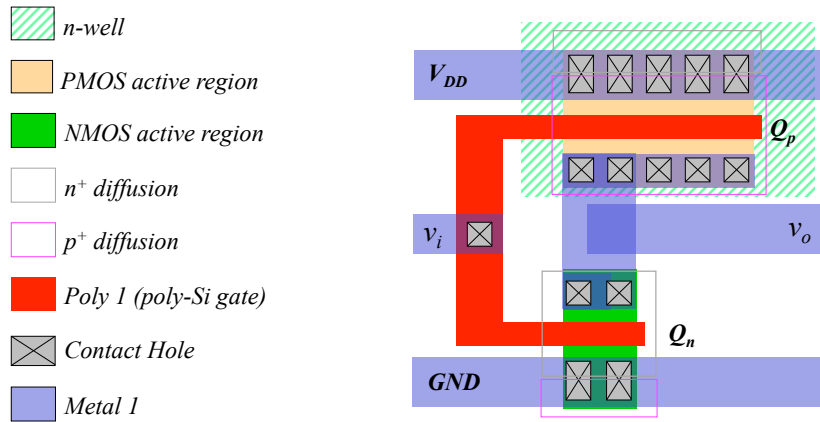 n-well
PMOS active region
NMOS active region
n+ diffusion
p+ diffusion
Poly 1 (poly-Si gate)
Contact Hole
Metal 1
VDD
Qp
vi
vo
Qn
GND